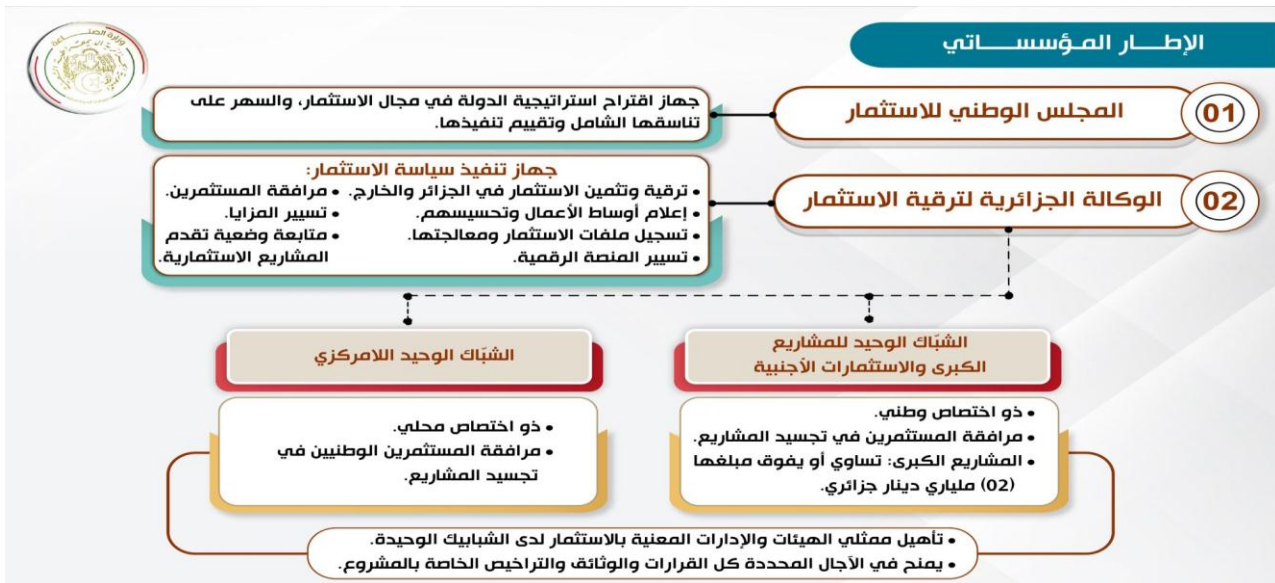 الإطــــار المـؤسســــاتي
وزارة الصناعة
01
المجلس الوطني للاستثمار
جهاز اقتراح استراتيجية الدولة في مجال الاستثمار، والسهر على
تناسقها الشامل وتقييم تنفيذها.
02
الوكالة الجزائرية لترقية الاستثمار
جهاز تنفيذ سياسة الاستثمار:
• ترقية وتثمين الاستثمار في الجزائر والخارج.
• إعلام أوساط الأعمال وتحسيسهم.
• تسجيل ملفات الاستثمار ومعالجتها.
• تسيير المنصة الرقمية.
• مرافقة المستثمرين.
• تسيير المزايا.
• متابعة وضعية تقدم
المشاريع الاستثمارية.
الشبّاك الوحيد للمشاريع
الكبرى والاستثمارات الأجنبية
• ذو اختصاص وطني.
• مرافقة المستثمرين في تجسيد المشاريع.
• المشاريع الكبرى: تساوي أو يفوق مبلغها
(02) ملياري دينار جزائري.
الشبّاك الوحيد اللامركزي
• ذو اختصاص محلي.
• مرافقة المستثمرين الوطنيين في
تجسيد المشاريع.
• تأهيل ممثلي الهيئات والإدارات المعنية بالاستثمار لدى الشبابيك الوحيدة.
• يمنح في الآجال المحددة كل القرارات والوثائق والتراخيص الخاصة بالمشروع.